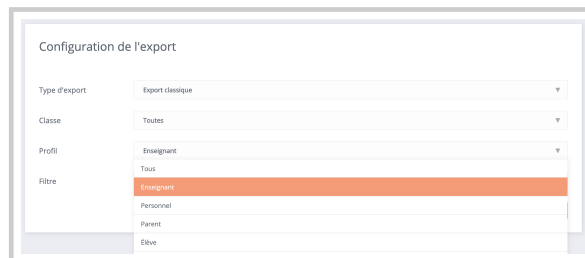 Configuration de l'export
Type d'export Export classique
Classe Toutes
Profil Enseignant
Tous
Filtre Enseignant
Personnel
Parent
Élève